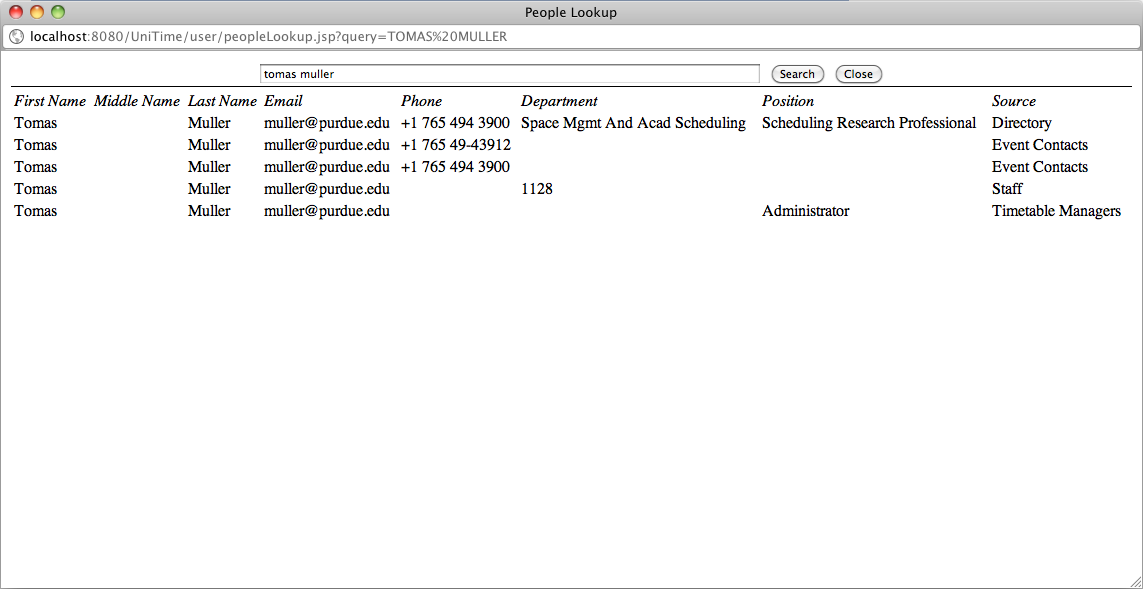 People Lookup
localhost:8080/UniTime/user/peopleLookup.jsp?query=TOMAS%20MULLER
tomas muller Search Close
First Name Middle Name Last Name Email Phone Department Position Source
Tomas Muller muller@purdue.edu +1 765 494 3900 Space Mgmt And Acad Scheduling Scheduling Research Professional Directory
Tomas Muller muller@purdue.edu +1 765 49-43912 Event Contacts
Tomas Muller muller@purdue.edu +1 765 494 3900 Event Contacts
Tomas Muller muller@purdue.edu 1128 Staff
Tomas Muller muller@purdue.edu Administrator Timetable Managers